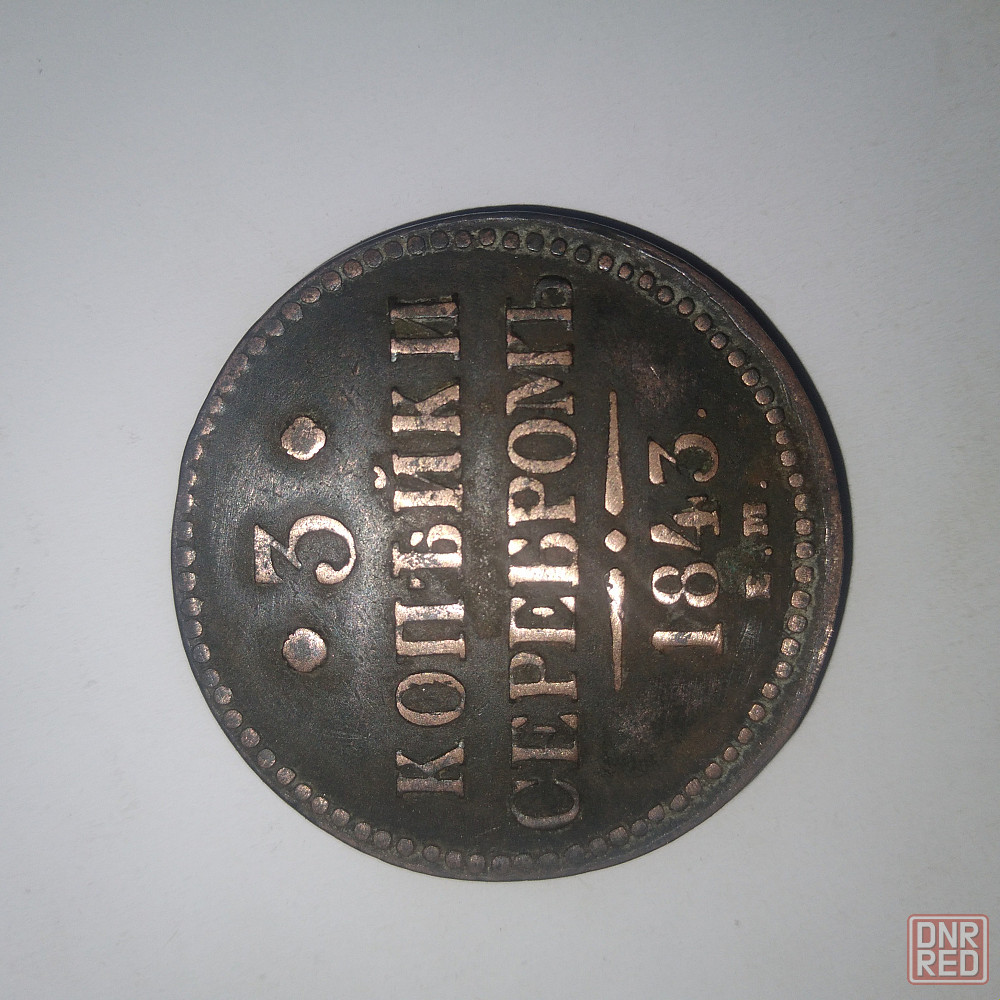 • 3 •
КОПѢЙКИ
СЕРЕБРОМЪ
1843.
Е.М.
DNR
RED